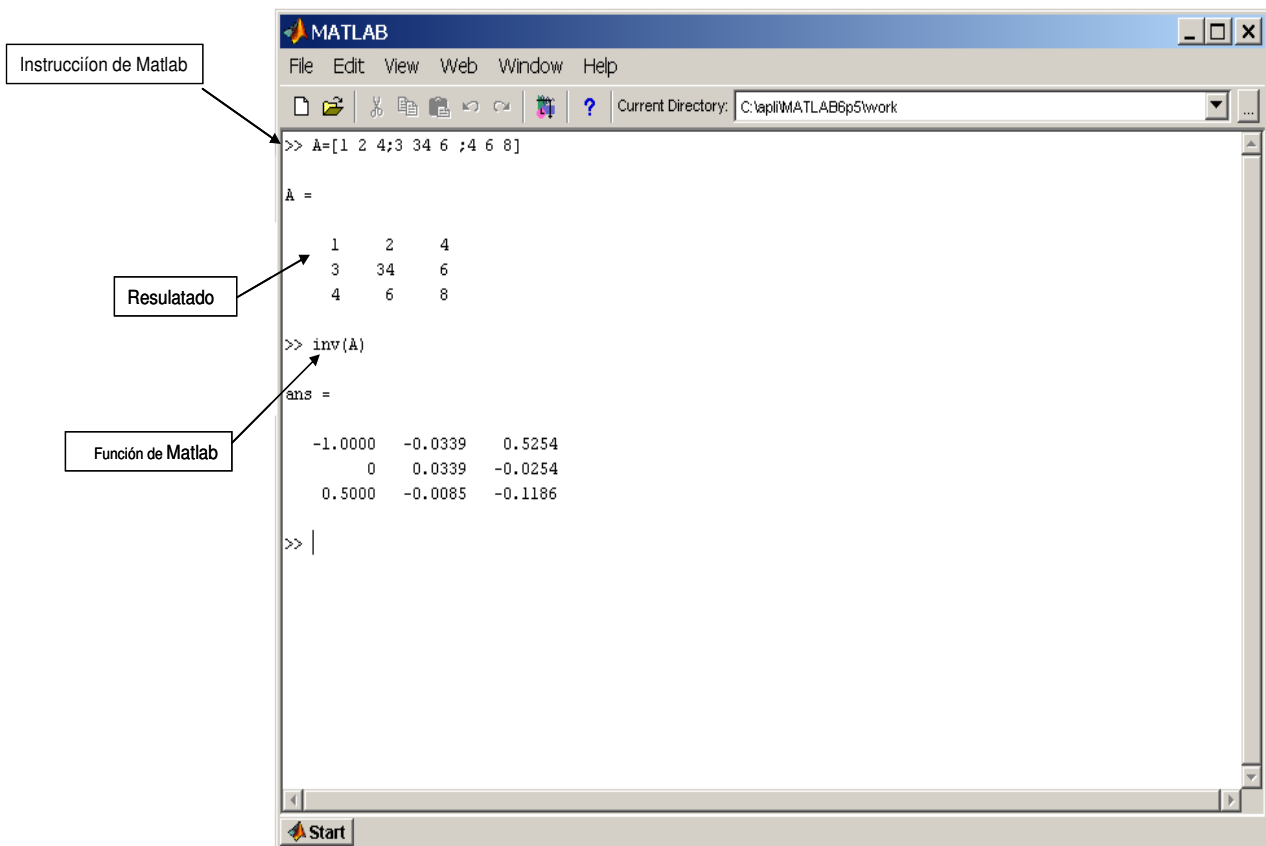 MATLAB
File Edit View Web Window Help
Current Directory: C:\apli\MATLAB6p5\work ...
Instrucciíon de Matlab
>> A=[1 2 4;3 34 6 ;4 6 8]
A =
1 2 4
3 34 6
4 6 8
Resulatado
>> inv(A)
ans =
Función de Matlab
-1.0000 -0.0339 0.5254
0 0.0339 -0.0254
0.5000 -0.0085 -0.1186
>>
Start